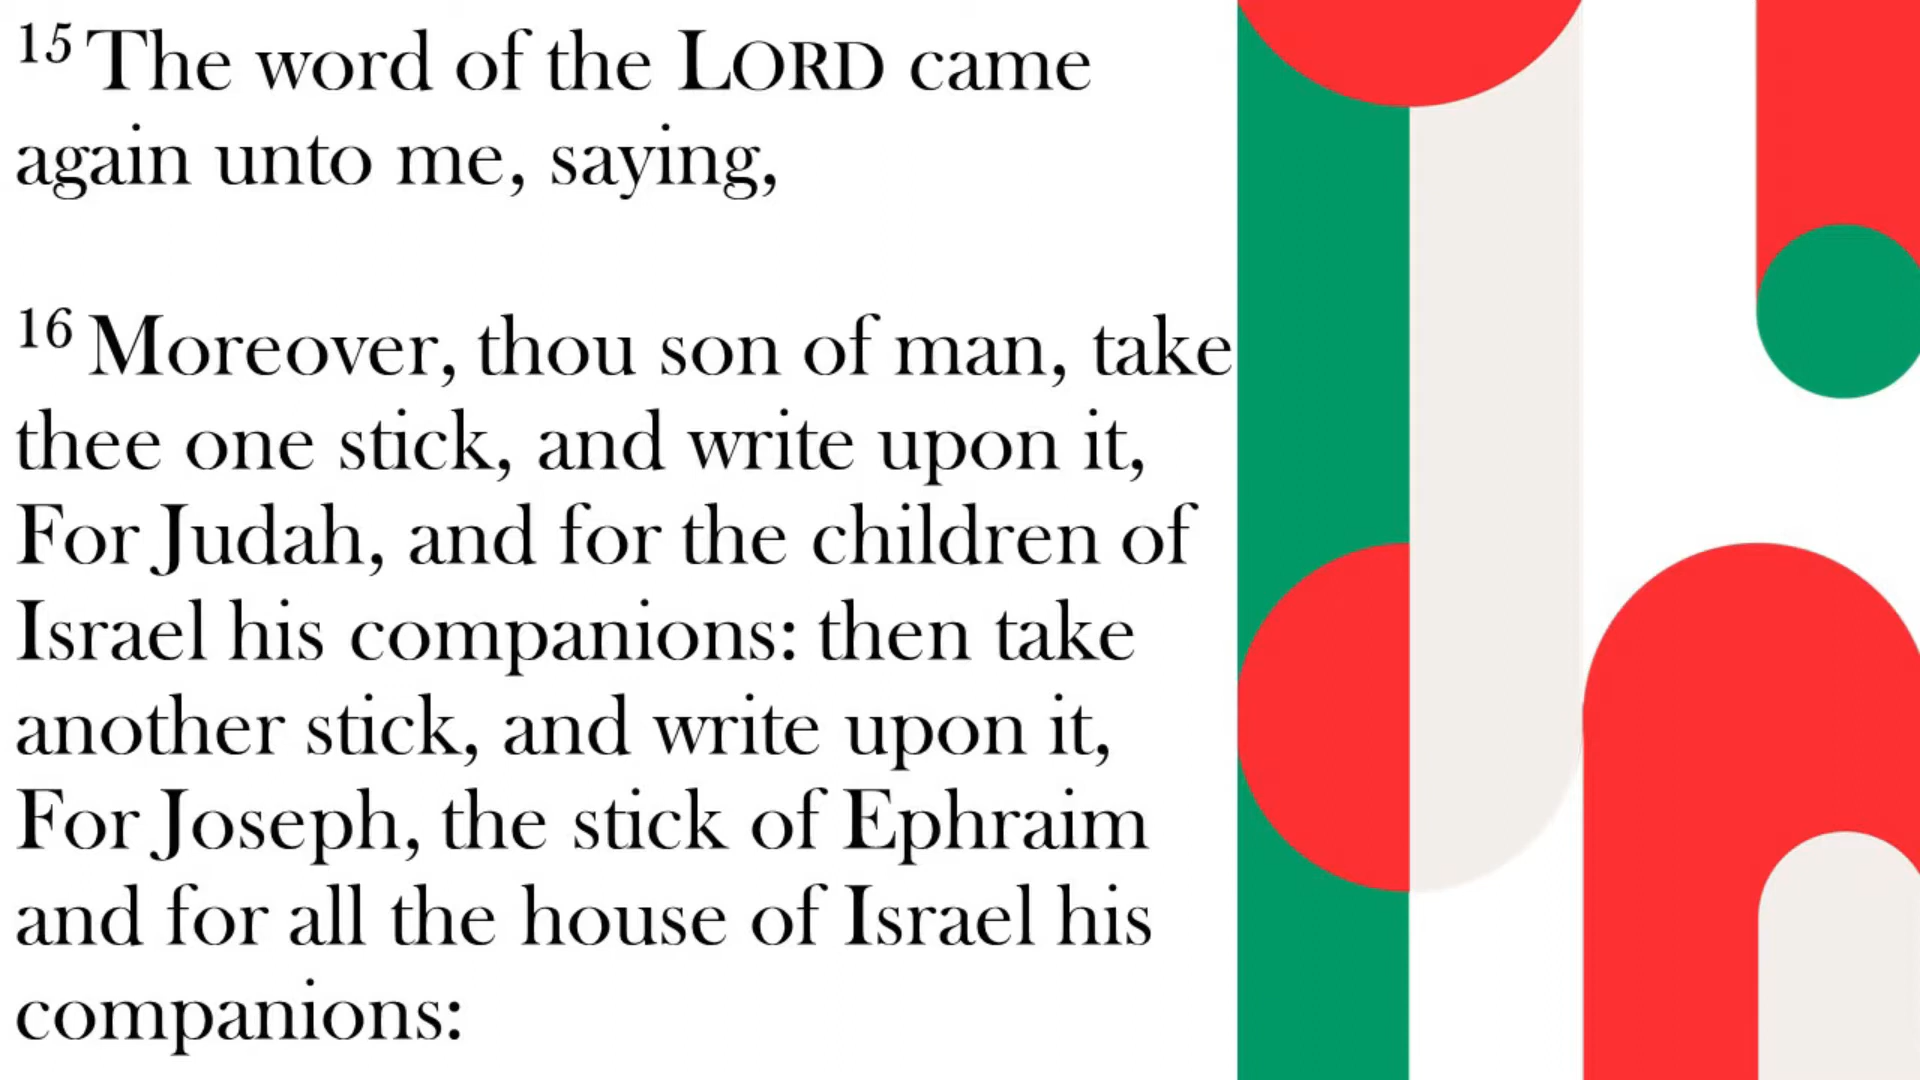 15 The word of the LORD came
again unto me, saying,
16 Moreover, thou son of man, take
thee one stick, and write upon it,
For Judah, and for the children of
Israel his companions: then take
another stick, and write upon it,
For Joseph, the stick of Ephraim
and for all the house of Israel his
companions: